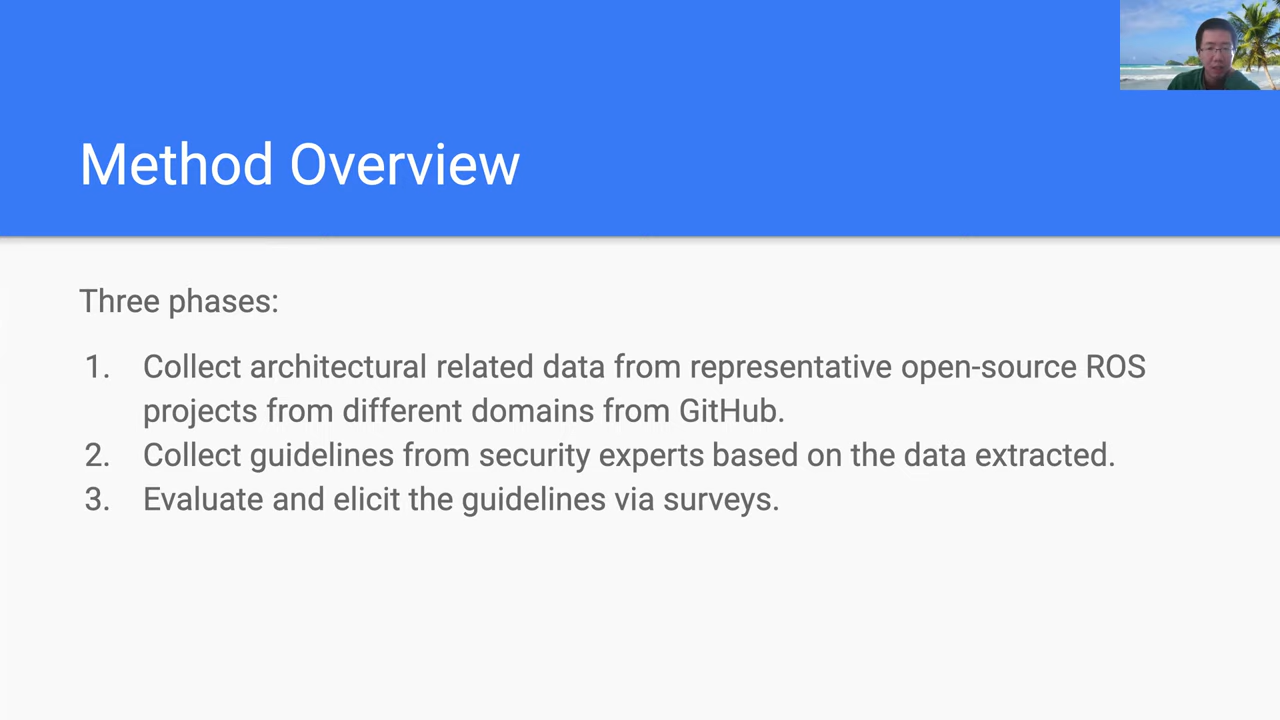 Method Overview
Three phases:
1. Collect architectural related data from representative open-source ROS
projects from different domains from GitHub.
2. Collect guidelines from security experts based on the data extracted.
3. Evaluate and elicit the guidelines via surveys.